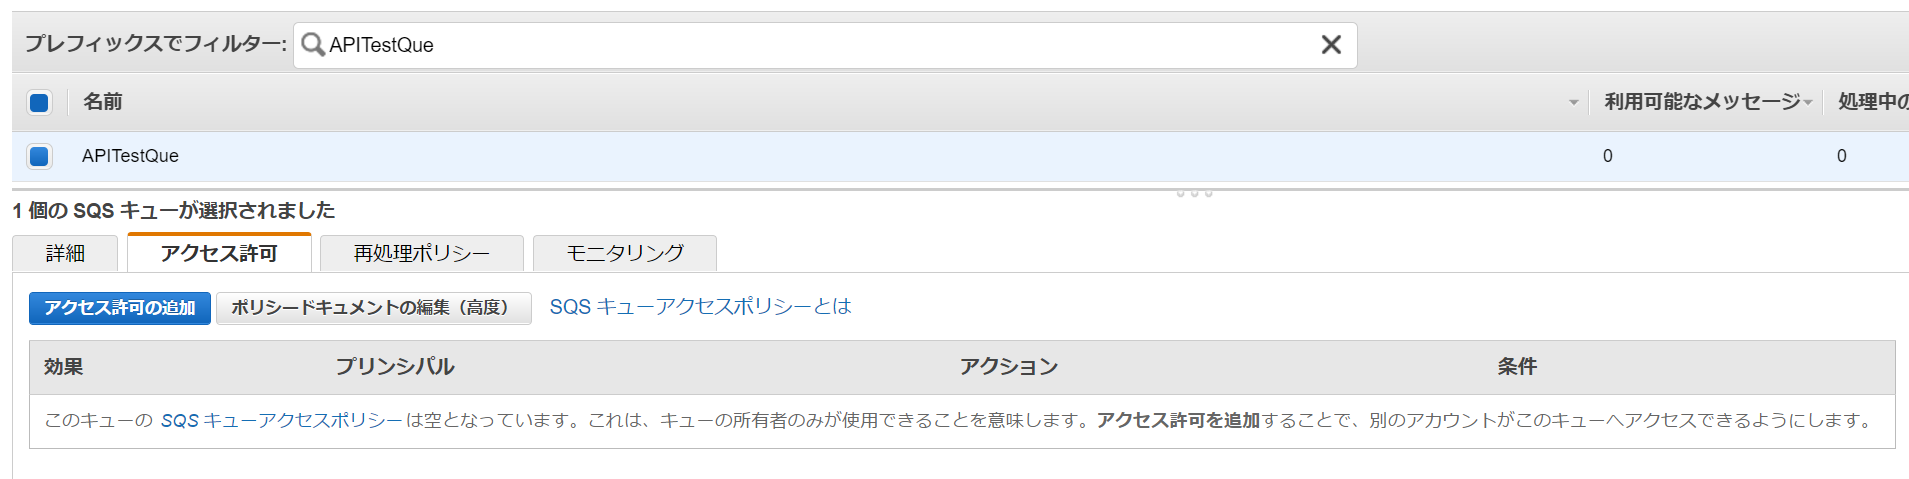 プレフィックスでフィルター: APITestQue
名前 利用可能なメッセージ 処理中の
APITestQue 0 0
1 個の SQS キューが選択されました
詳細 アクセス許可 再処理ポリシー モニタリング
アクセス許可の追加 ポリシードキュメントの編集（高度） SQS キューアクセスポリシーとは
効果 プリンシパル アクション 条件
このキューの SQS キューアクセスポリシー は空となっています。これは、キューの所有者のみが使用できることを意味します。アクセス許可を追加することで、別のアカウントがこのキューへアクセスできるようにします。